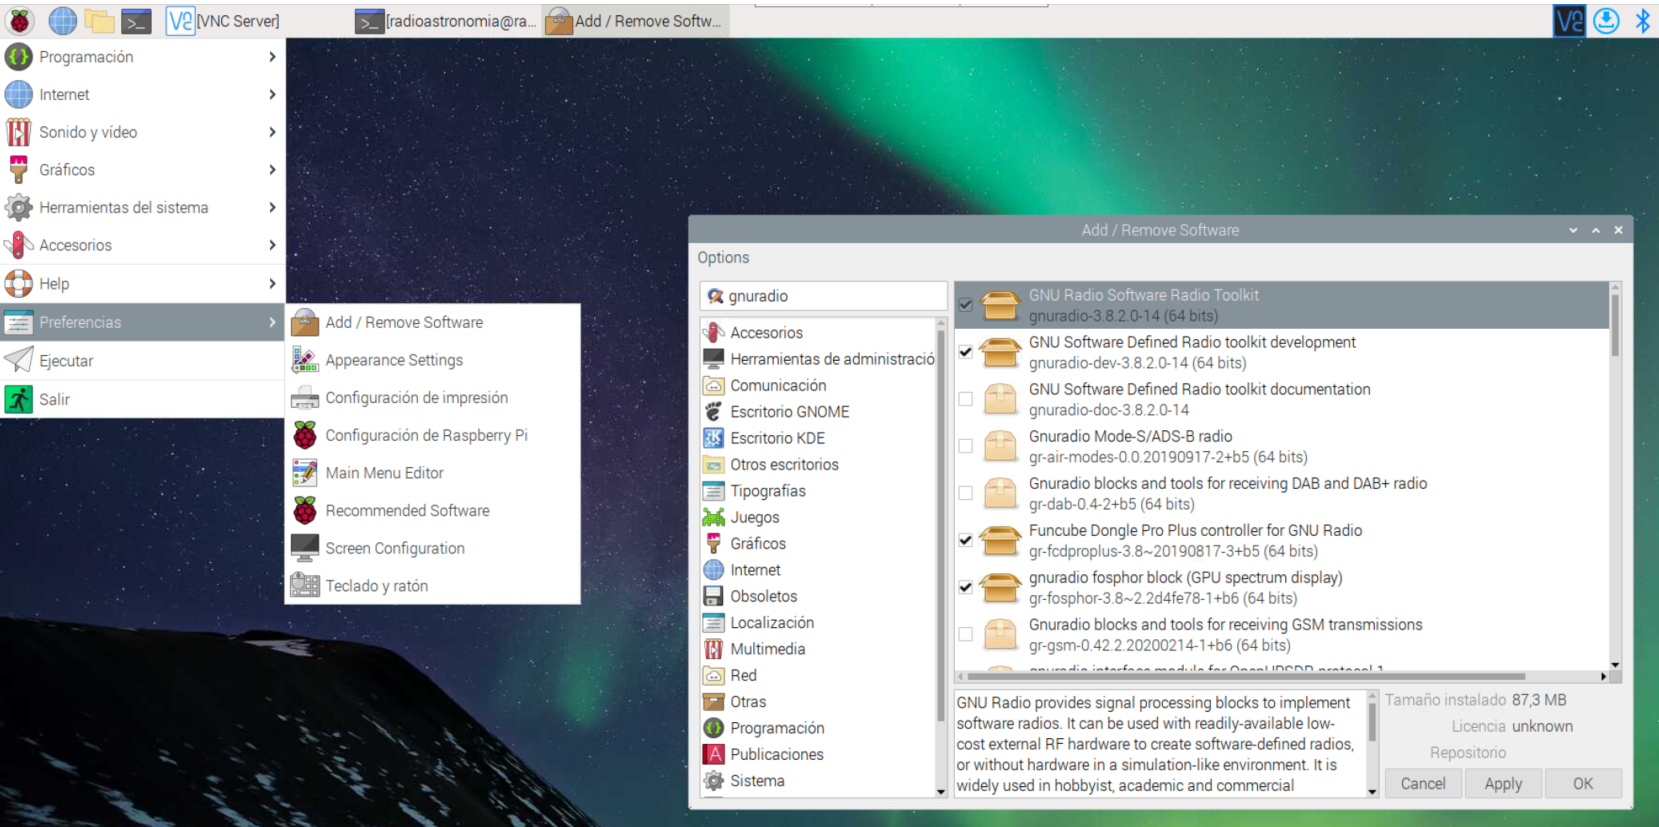 [VNC Server]
[radioastronomia@ra...
Add / Remove Softw...
Programación
Internet
Sonido y vídeo
Gráficos
Herramientas del sistema
Accesorios
Help
Preferencias
Ejecutar
Salir
Add / Remove Software
Appearance Settings
Configuración de impresión
Configuración de Raspberry Pi
Main Menu Editor
Recommended Software
Screen Configuration
Teclado y ratón
Add / Remove Software
Options
gnuradio
Accesorios
Herramientas de administració
Comunicación
Escritorio GNOME
Escritorio KDE
Otros escritorios
Tipografías
Juegos
Gráficos
Internet
Obsoletos
Localización
Multimedia
Red
Otras
Programación
Publicaciones
Sistema
GNU Radio Software Radio Toolkit
gnuradio-3.8.2.0-14 (64 bits)
GNU Software Defined Radio toolkit development
gnuradio-dev-3.8.2.0-14 (64 bits)
GNU Software Defined Radio toolkit documentation
gnuradio-doc-3.8.2.0-14
Gnuradio Mode-S/ADS-B radio
gr-air-modes-0.0.20190917-2+b5 (64 bits)
Gnuradio blocks and tools for receiving DAB and DAB+ radio
gr-dab-0.4-2+b5 (64 bits)
Funcube Dongle Pro Plus controller for GNU Radio
gr-fcdproplus-3.8~20190817-3+b5 (64 bits)
gnuradio fosphor block (GPU spectrum display)
gr-fosphor-3.8~2.2d4fe78-1+b6 (64 bits)
Gnuradio blocks and tools for receiving GSM transmissions
gr-gsm-0.42.2.20200214-1+b6 (64 bits)
gnuradio interface module for OpenHPSDR protocol 1
GNU Radio provides signal processing blocks to implement
software radios. It can be used with readily-available low-
cost external RF hardware to create software-defined radios,
or without hardware in a simulation-like environment. It is
widely used in hobbyist, academic and commercial
Tamaño instalado 87,3 MB
Licencia unknown
Repositorio
Cancel
Apply
OK